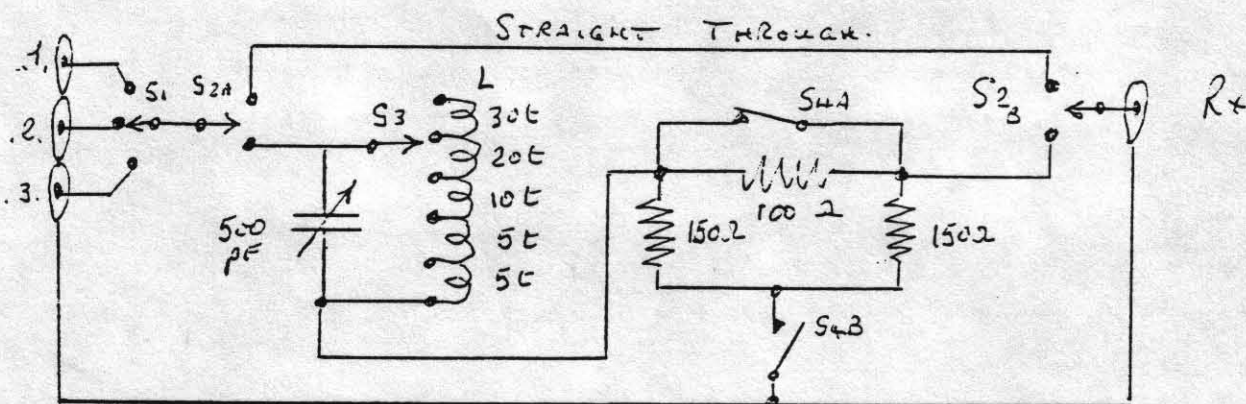 STRAIGHT THROUGH.
.1.
.2.
.3.
S1
S2A
S3
L
30t
20t
10t
5t
5t
500
pF
S4A
100 Ω
150Ω
150Ω
S4B
S2B
Rx